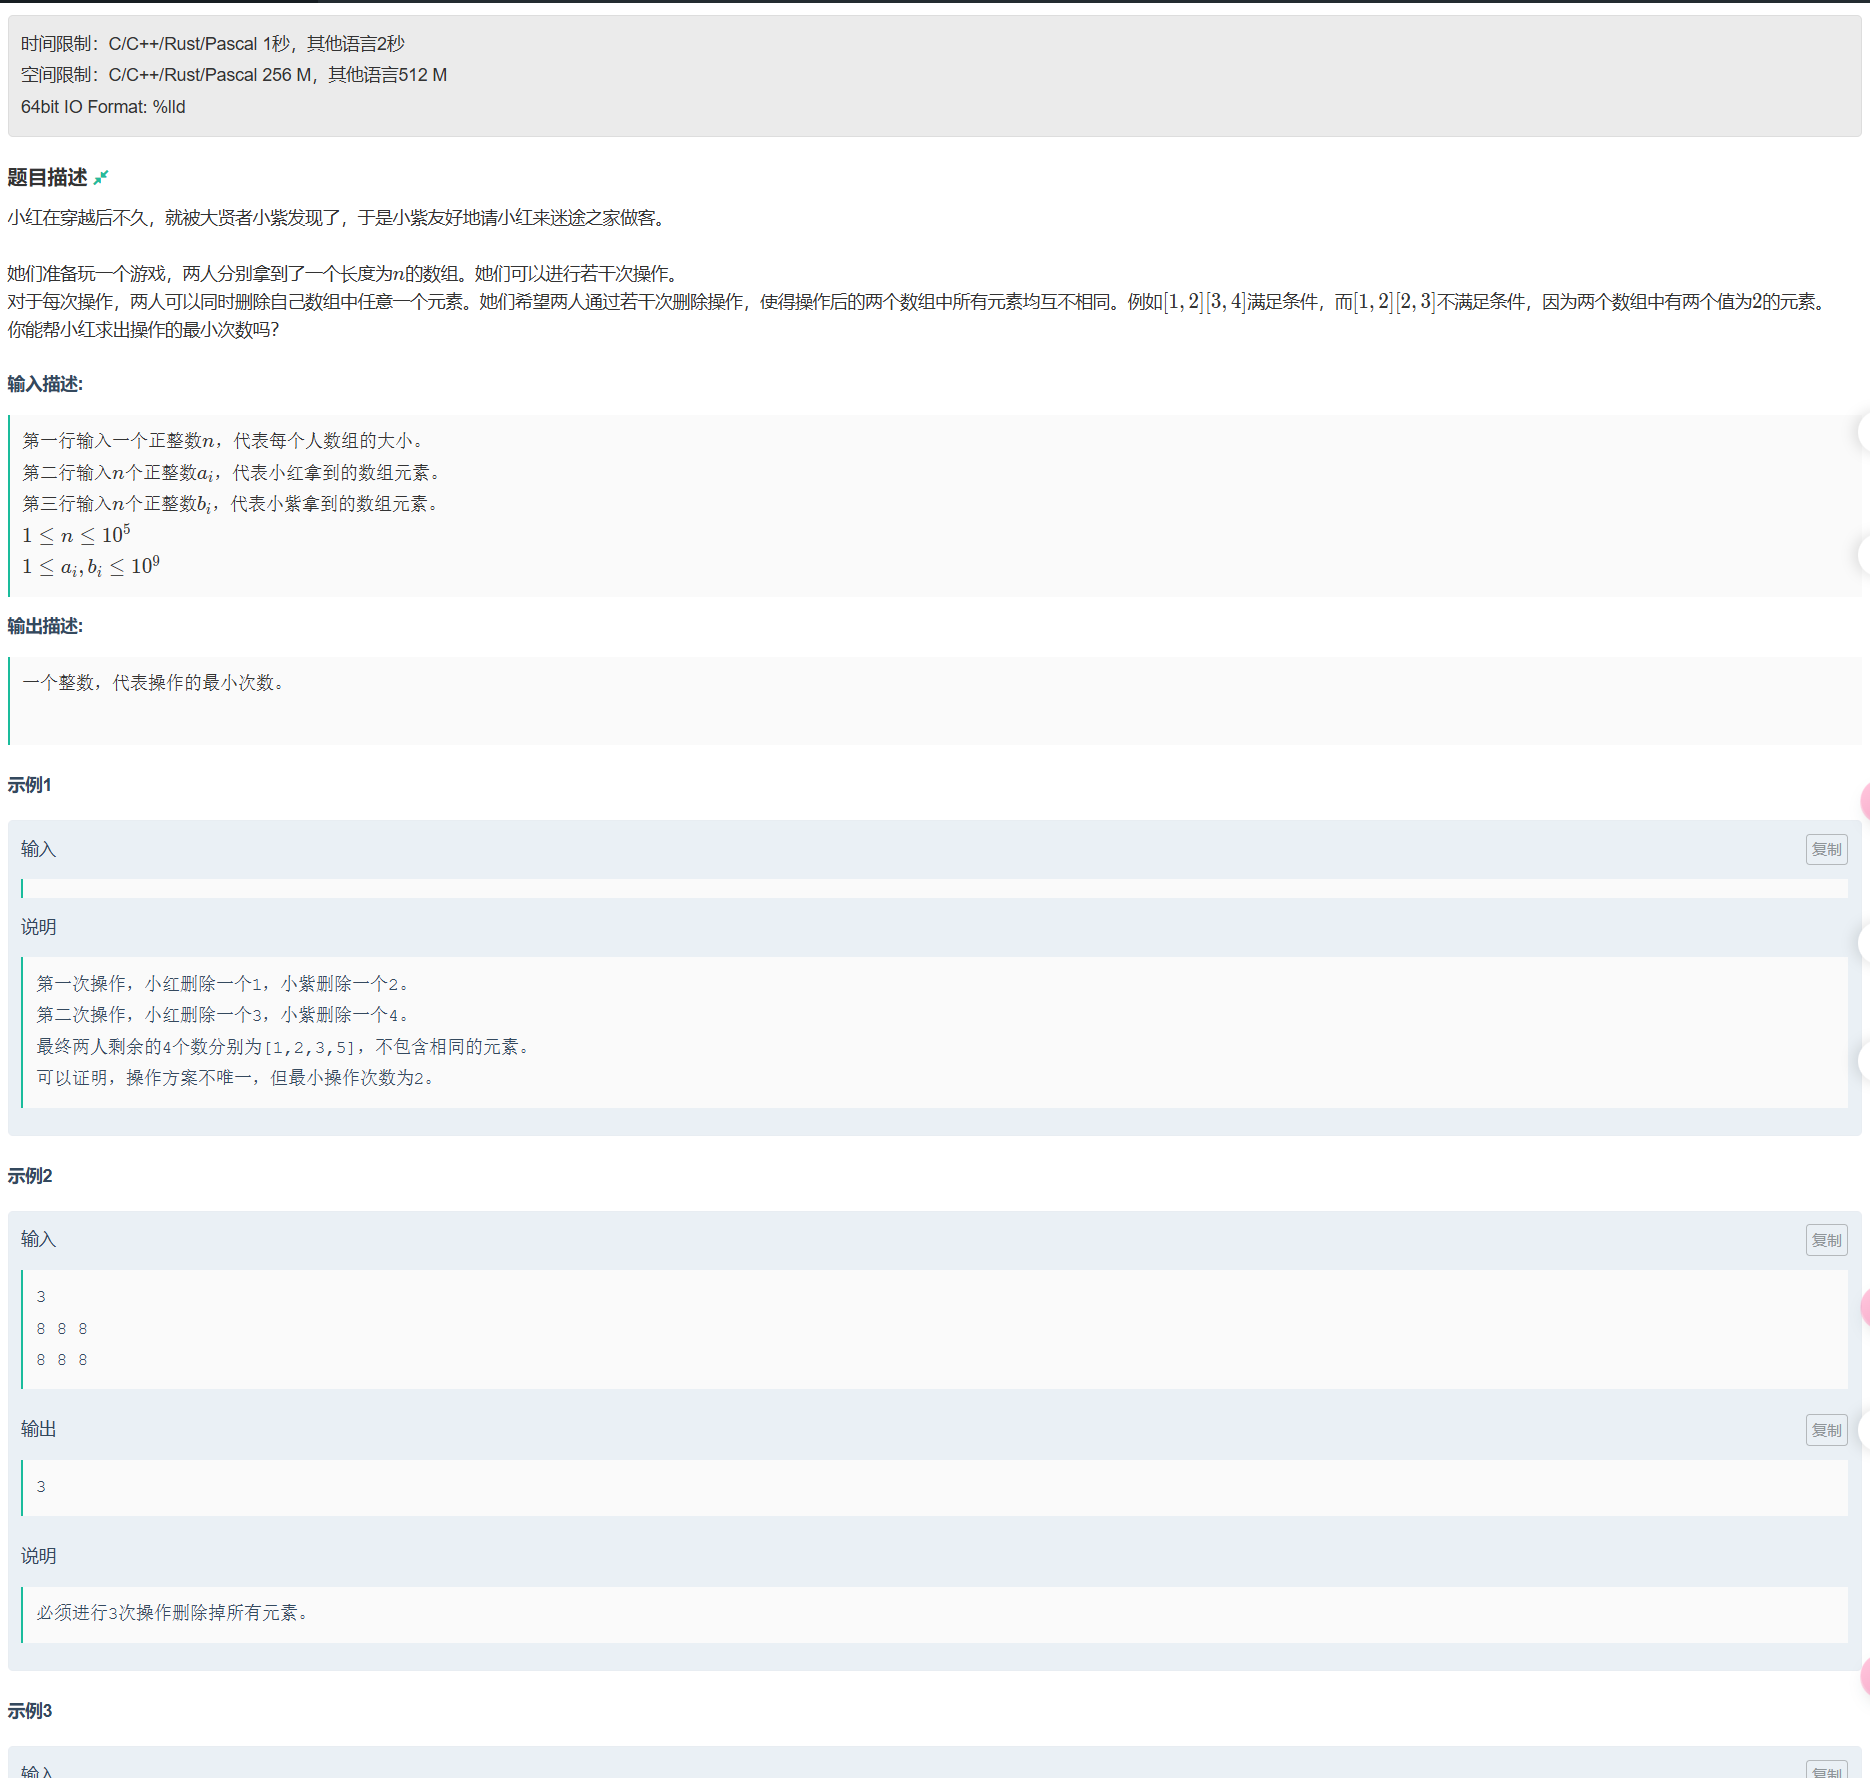 时间限制：C/C++/Rust/Pascal 1秒，其他语言2秒
空间限制：C/C++/Rust/Pascal 256 M，其他语言512 M
64bit IO Format: %lld
题目描述
小红在穿越后不久，就被大贤者小紫发现了，于是小紫友好地请小红来迷途之家做客。
她们准备玩一个游戏，两人分别拿到了一个长度为n的数组。她们可以进行若干次操作。
对于每次操作，两人可以同时删除自己数组中任意一个元素。她们希望两人通过若干次删除操作，使得操作后的两个数组中所有元素均互不相同。例如[1,2][3,4]满足条件，而[1,2][2,3]不满足条件，因为两个数组中有两个值为2的元素。
你能帮小红求出操作的最小次数吗？
输入描述:
第一行输入一个正整数n，代表每个人数组的大小。
第二行输入n个正整数a_i，代表小红拿到的数组元素。
第三行输入n个正整数b_i，代表小紫拿到的数组元素。
1 ≤ n ≤ 10^5
1 ≤ a_i, b_i ≤ 10^9
输出描述:
一个整数，代表操作的最小次数。
示例1
输入
复制
说明
第一次操作，小红删除一个1，小紫删除一个2。
第二次操作，小红删除一个3，小紫删除一个4。
最终两人剩余的4个数分别为[1,2,3,5]，不包含相同的元素。
可以证明，操作方案不唯一，但最小操作次数为2。
示例2
输入
复制
3
8 8 8
8 8 8
输出
复制
3
说明
必须进行3次操作删除掉所有元素。
示例3
输入
复制